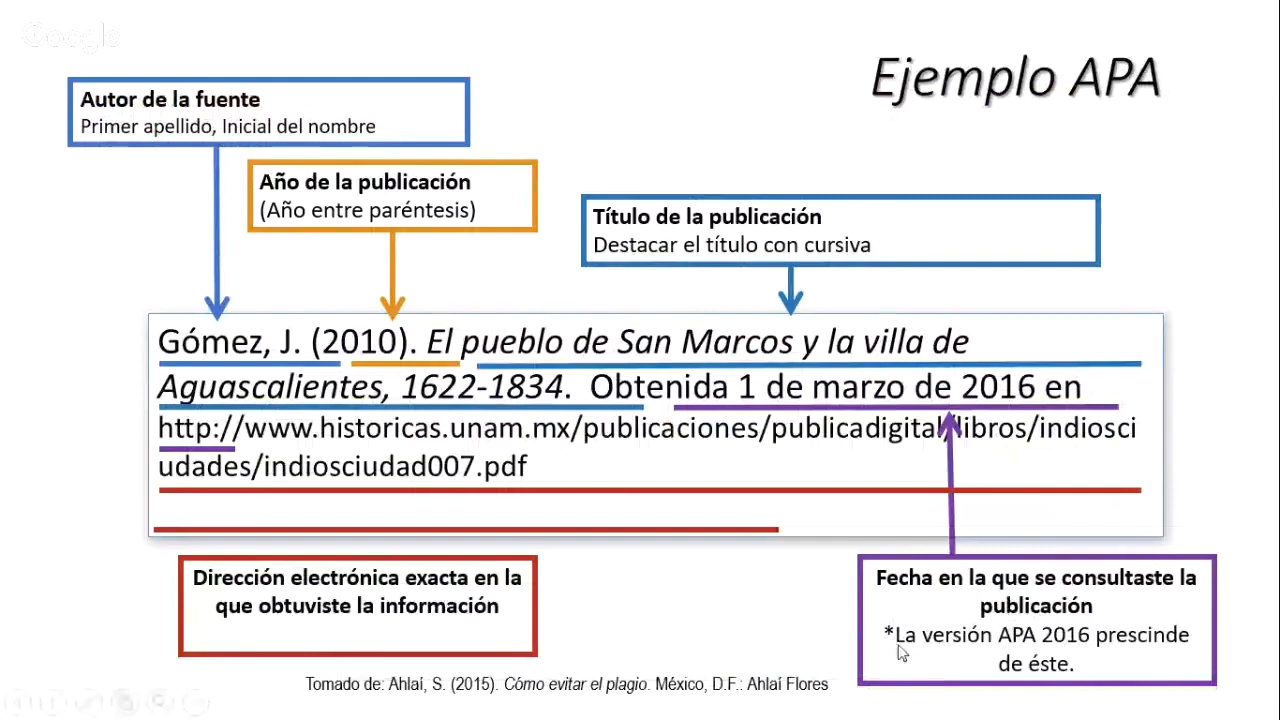 Google
Ejemplo APA
Autor de la fuente
Primer apellido, Inicial del nombre
Año de la publicación
(Año entre paréntesis)
Título de la publicación
Destacar el título con cursiva
Gómez, J. (2010). El pueblo de San Marcos y la villa de
Aguascalientes, 1622-1834. Obtenida 1 de marzo de 2016 en
http://www.historicas.unam.mx/publicaciones/publicadigital/libros/indiosci
udades/indiosciudad007.pdf
Dirección electrónica exacta en la
que obtuviste la información
Fecha en la que se consultaste la
publicación
*La versión APA 2016 prescinde
de éste.
Tomado de: Ahlaí, S. (2015). Cómo evitar el plagio. México, D.F.: Ahlaí Flores